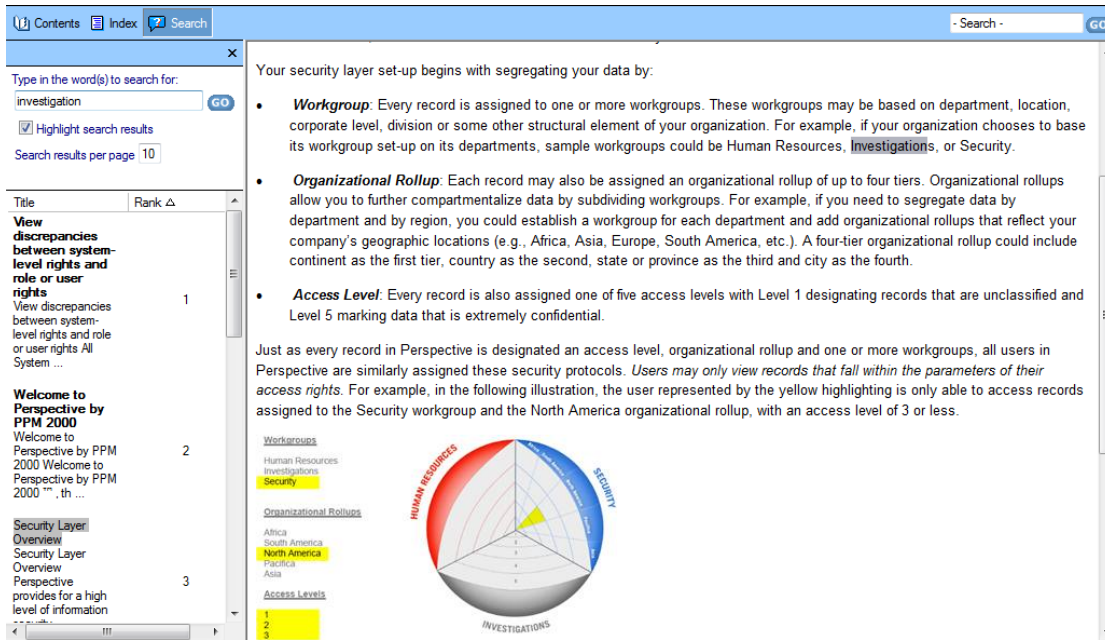 Contents Index Search
- Search -
GO
×
Type in the word(s) to search for:
investigation
GO
Highlight search results
Search results per page 10
Title Rank
View
discrepancies
between system-
level rights and
role or user
rights
View discrepancies
between system-
level rights and role
or user rights All
System ...
1
Welcome to
Perspective by
PPM 2000
Welcome to
Perspective by PPM
2000 Welcome to
Perspective by PPM
2000 ™ , th ...
2
Security Layer
Overview
Security Layer
Overview
Perspective
provides for a high
level of information
3
Your security layer set-up begins with segregating your data by:
• Workgroup: Every record is assigned to one or more workgroups. These workgroups may be based on department, location,
corporate level, division or some other structural element of your organization. For example, if your organization chooses to base
its workgroup set-up on its departments, sample workgroups could be Human Resources, Investigations, or Security.
• Organizational Rollup: Each record may also be assigned an organizational rollup of up to four tiers. Organizational rollups
allow you to further compartmentalize data by subdividing workgroups. For example, if you need to segregate data by
department and by region, you could establish a workgroup for each department and add organizational rollups that reflect your
company's geographic locations (e.g., Africa, Asia, Europe, South America, etc.). A four-tier organizational rollup could include
continent as the first tier, country as the second, state or province as the third and city as the fourth.
• Access Level: Every record is also assigned one of five access levels with Level 1 designating records that are unclassified and
Level 5 marking data that is extremely confidential.
Just as every record in Perspective is designated an access level, organizational rollup and one or more workgroups, all users in
Perspective are similarly assigned these security protocols. Users may only view records that fall within the parameters of their
access rights. For example, in the following illustration, the user represented by the yellow highlighting is only able to access records
assigned to the Security workgroup and the North America organizational rollup, with an access level of 3 or less.
Workgroups
Human Resources
Investigations
Security
Organizational Rollups
Africa
South America
North America
Pacifica
Asia
Access Levels
1
2
3
HUMAN RESOURCES
SECURITY
INVESTIGATIONS